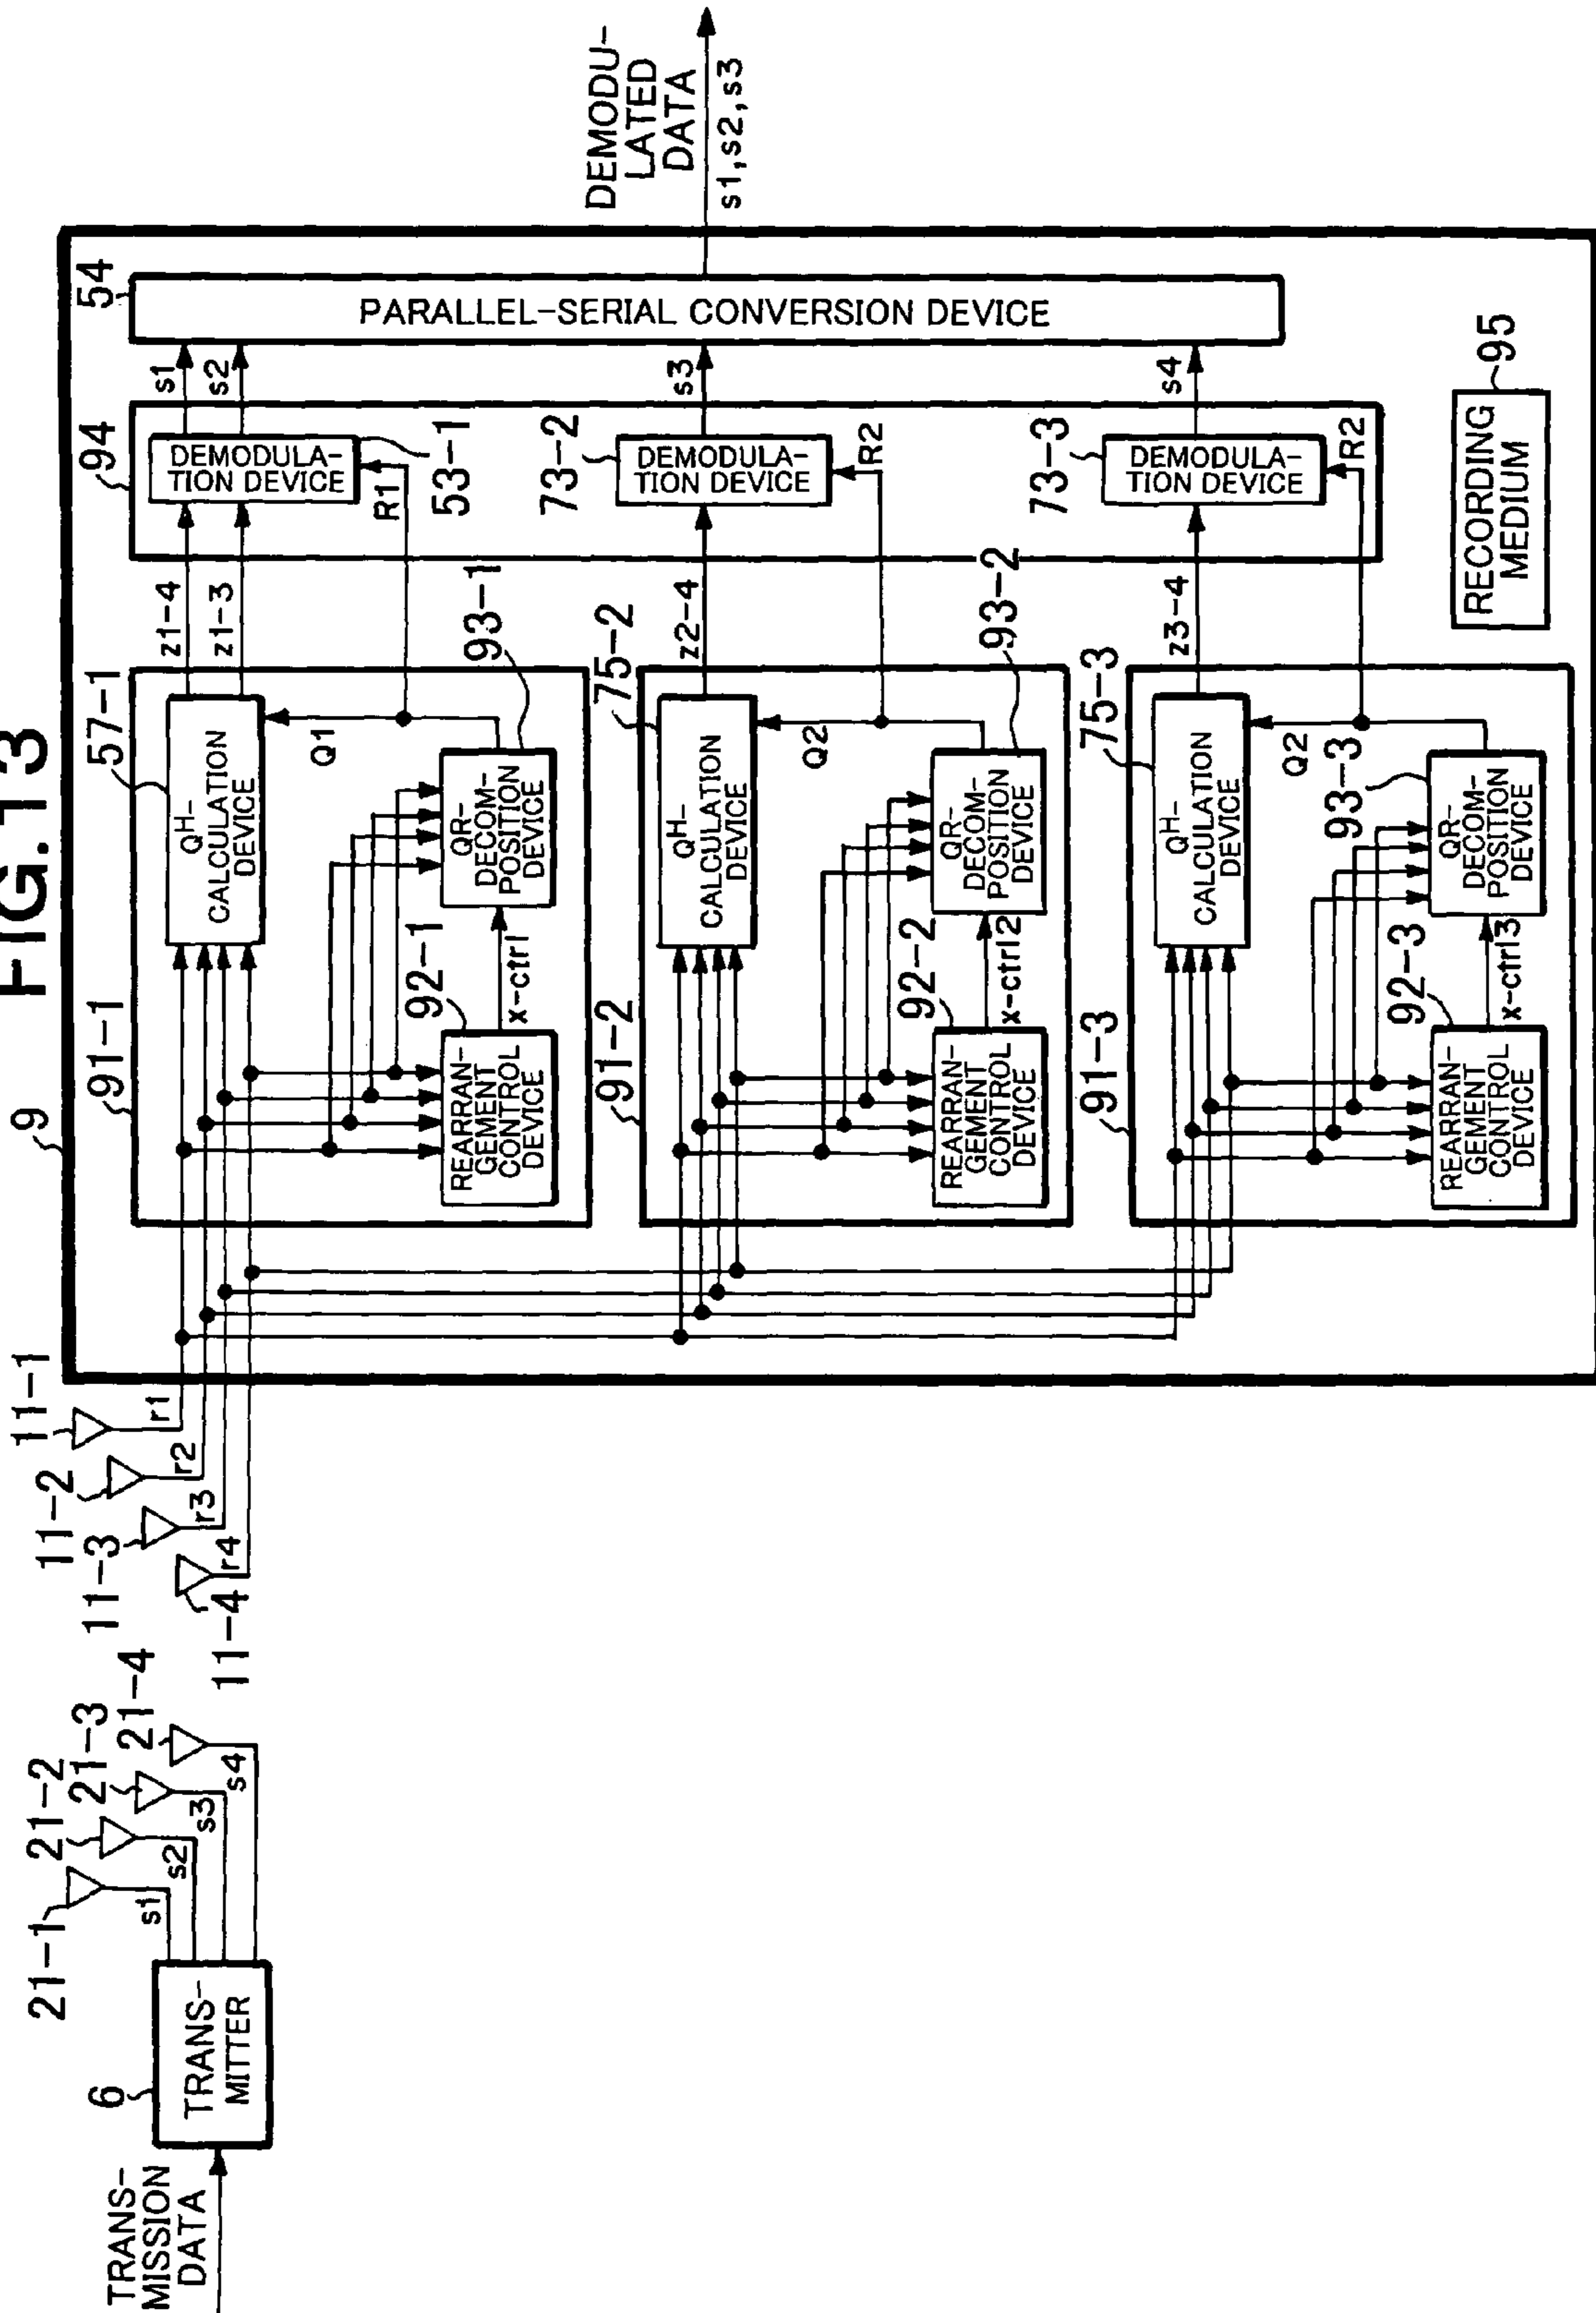 FIG.13
TRANS-
MISSION
DATA
6
TRANS-
MITTER
s1
s2
s3
s4
21-1
21-2
21-3
21-4
11-1
11-2
11-3
11-4
r1
r2
r3
r4
9
91-1
57-1
QH-
CALCULATION
DEVICE
Q1
92-1
REARRAN-
GEMENT
CONTROL
DEVICE
x-ctrl
93-1
QR-
DECOM-
POSITION
DEVICE
z1-4
z1-3
R1
91-2
75-2
QH-
CALCULATION
DEVICE
Q2
92-2
REARRAN-
GEMENT
CONTROL
DEVICE
x-ctrl2
93-2
QR-
DECOM-
POSITION
DEVICE
z2-4
R2
91-3
75-3
QH-
CALCULATION
DEVICE
Q2
92-3
REARRAN-
GEMENT
CONTROL
DEVICE
x-ctrl3
93-3
QR-
DECOM-
POSITION
DEVICE
z3-4
R2
94
DEMODULA-
TION DEVICE
53-1
73-2
DEMODULA-
TION DEVICE
73-3
DEMODULA-
TION DEVICE
s1
s2
s3
s4
54
PARALLEL-SERIAL CONVERSION DEVICE
95
RECORDING
MEDIUM
DEMODU-
LATED
DATA
s1,s2,s3